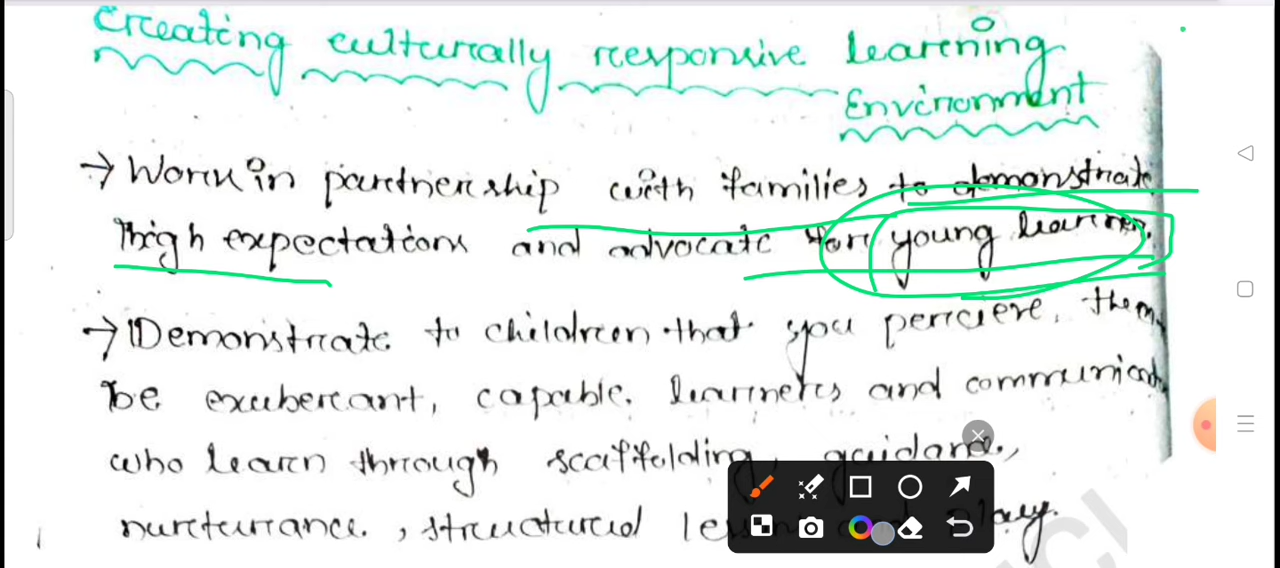 Creating culturally responsive learning
Environment
→ Work in partnership with families to demonstrate
high expectations and advocate for young learners.
→ Demonstrate to children that you perceive them
be exuberant, capable learners and communicat
who learn through scaffolding, guidance,
nurturance, structured play.